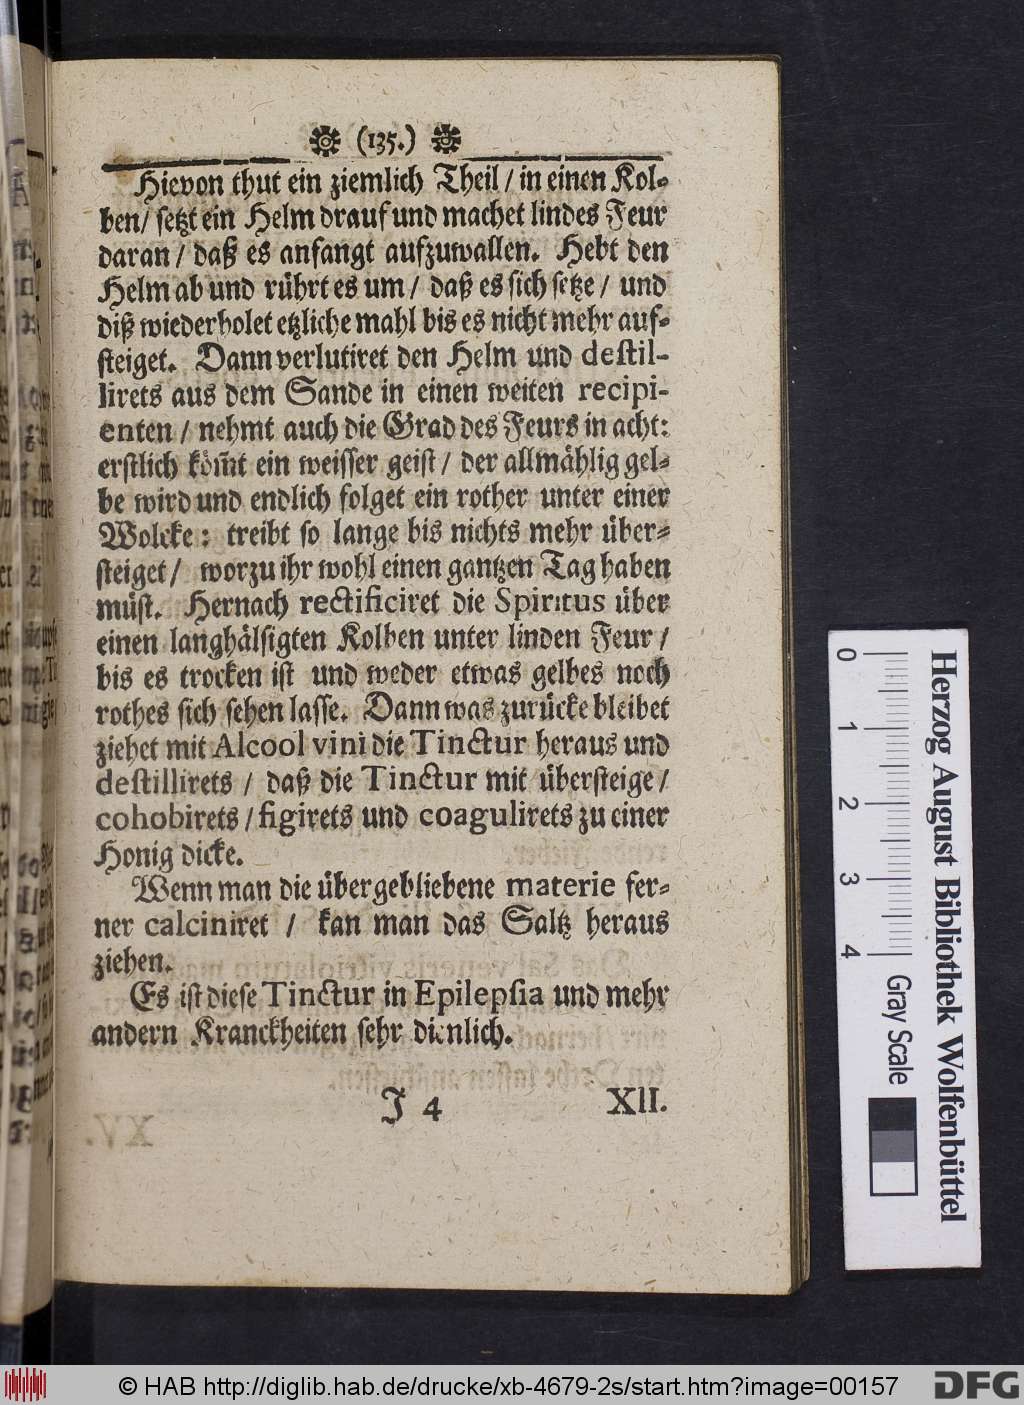 (135.)
Hievon thut ein ziemlich Theil / in einen Kol-
ben / setzt ein Helm drauf und machet lindes Feur
daran / daß es anfangt aufzuwallen. Hebt den
Helm ab und rührt es um / daß es sich setze / und
diß wiederholet etzliche mahl bis es nicht mehr auf-
steiget. Dann verlutiret den Helm und destil-
lirets aus dem Sande in einen weiten recipi-
enten / nehmt auch die Grad des Feurs in acht:
erstlich köm̃t ein weisser geist / der allmählig gel-
be wird und endlich folget ein rother unter einer
Wolcke: treibt so lange bis nichts mehr über-
steiget / worzu ihr wohl einen gantzen Tag haben
müst. Hernach rectificiret die Spiritus über
einen langhälsigten Kolben unter linden Feur /
bis es trocken ist und weder etwas gelbes noch
rothes sich sehen lasse. Dann was zurücke bleibet
ziehet mit Alcool vini die Tinctur heraus und
destillirets / daß die Tinctur mit übersteige /
cohobirets / figirets und coagulirets zu einer
Honig dicke.
Wenn man die übergebliebene materie fer-
ner calciniret / kan man das Saltz heraus
ziehen.
Es ist diese Tinctur in Epilepsia und mehr
andern Kranckheiten sehr dienlich.
J 4 XII.
0 1 2 3 4
Gray Scale
Herzog August Bibliothek Wolfenbüttel
© HAB http://diglib.hab.de/drucke/xb-4679-2s/start.htm?image=00157
DFG